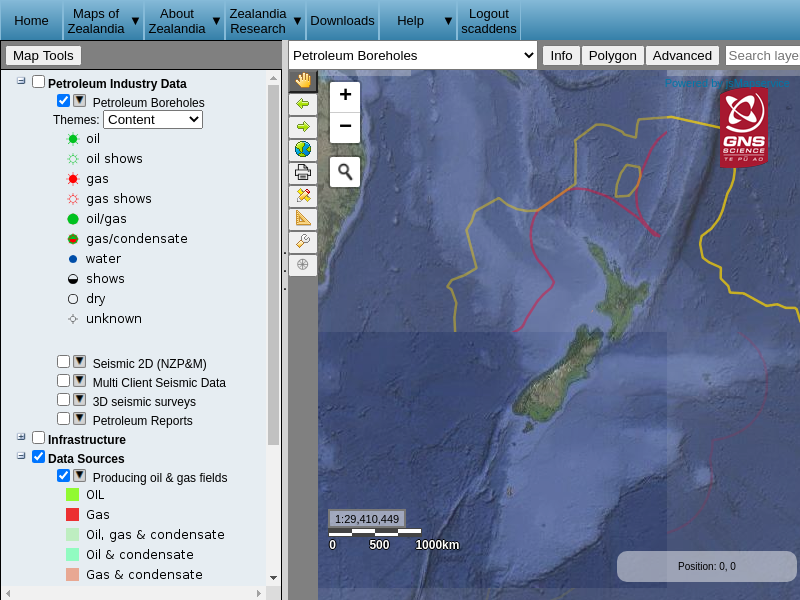 Home
Maps of Zealandia ▼
About Zealandia ▼
Zealandia Research ▼
Downloads
Help ▼
Logout scaddens
Map Tools
Petroleum Boreholes
Info
Polygon
Advanced
Search laye
Petroleum Industry Data
Petroleum Boreholes
Themes: Content
oil
oil shows
gas
gas shows
oil/gas
gas/condensate
water
shows
dry
unknown
Seismic 2D (NZP&M)
Multi Client Seismic Data
3D seismic surveys
Petroleum Reports
Infrastructure
Data Sources
Producing oil & gas fields
OIL
Gas
Oil, gas & condensate
Oil & condensate
Gas & condensate
+
−
GNS
SCIENCE
TE PŪ AO
1:29,410,449
0 500 1000km
Position: 0, 0